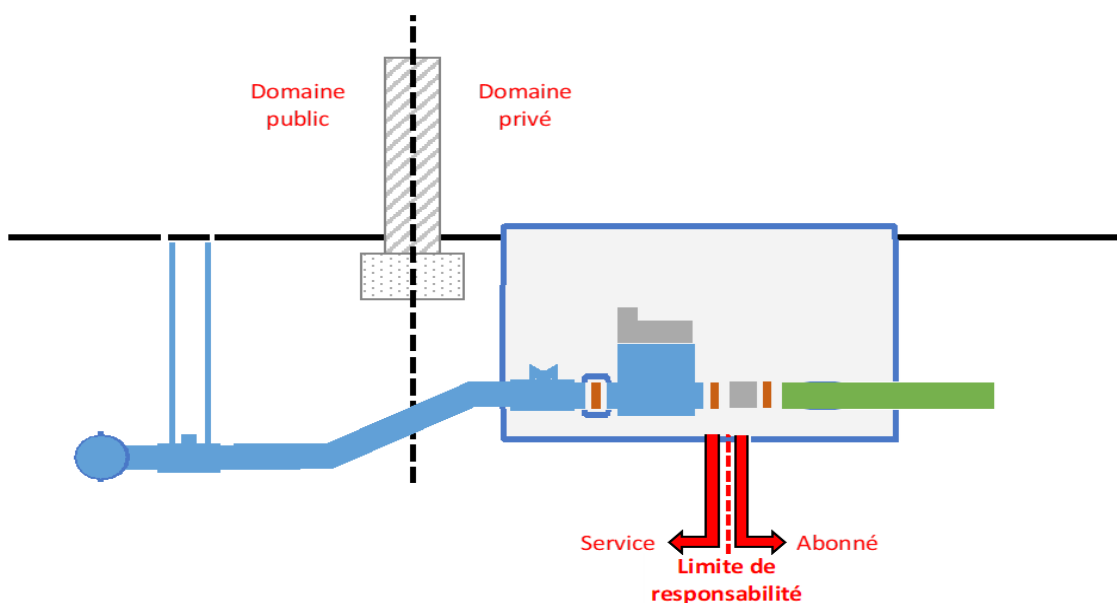 Domaine
public
Domaine
privé
Service
Abonné
Limite de
responsabilité